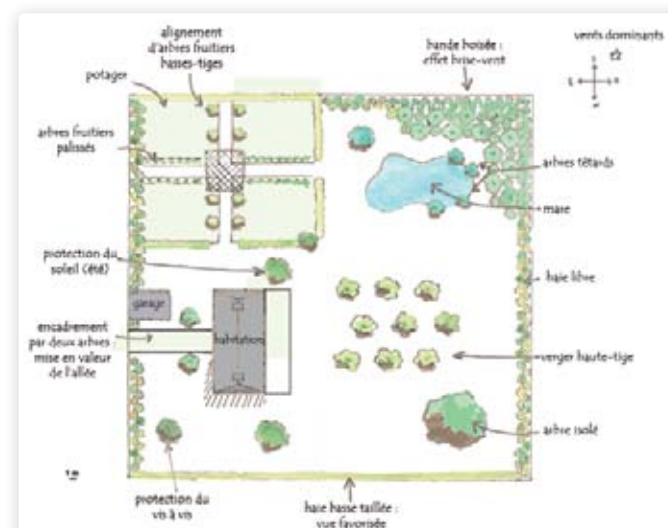 alignement
d'arbres fruitiers
basses-tiges
potager
arbres fruitiers
palissés
protection du
soleil (été)
garage
encadrement
par deux arbres :
mise en valeur
de l'allée
habitation
protection du
vis à vis
haie basse taillée :
vue favorisée
bande boisée :
effet brise-vent
vents dominants
arbres têtards
mare
haie libre
verger haute-tige
arbre isolé